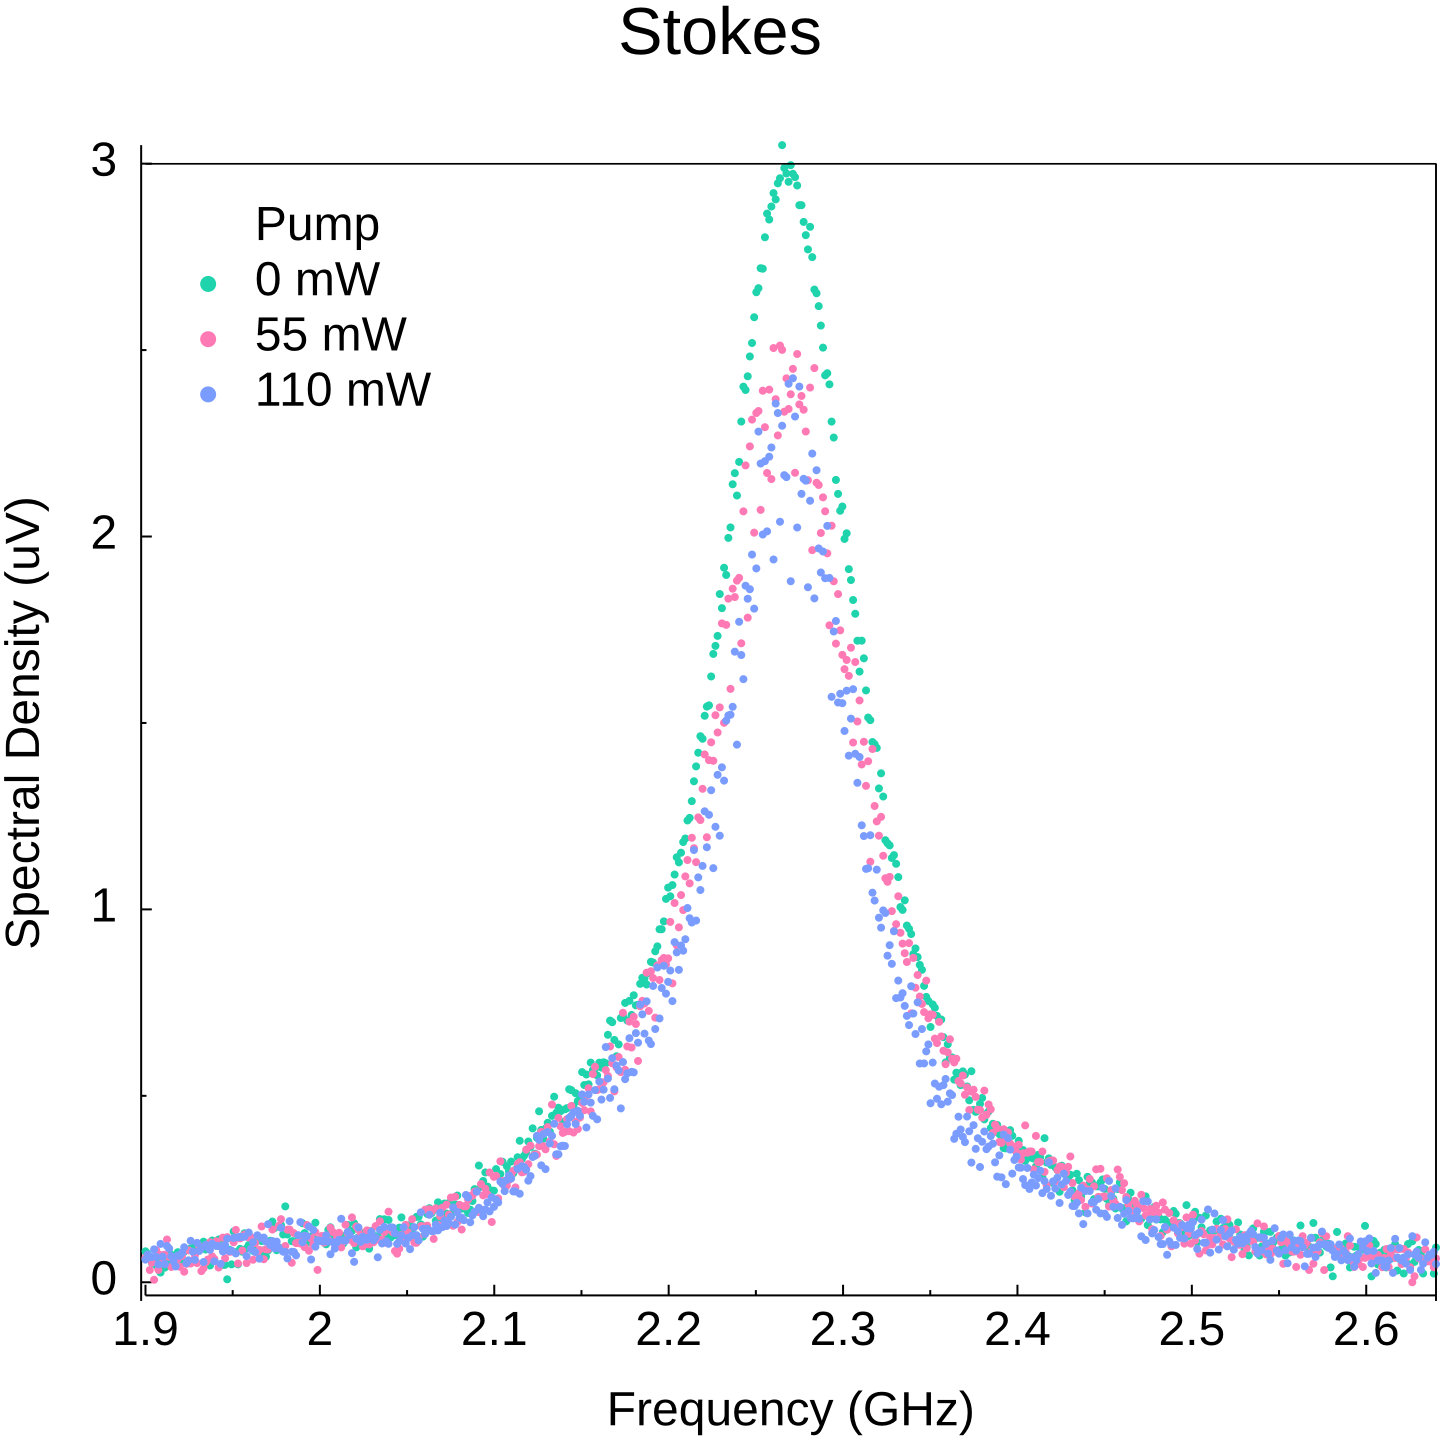 Stokes
3
2
1
0
Spectral Density (uV)
Pump
0 mW
55 mW
110 mW
1.9 2 2.1 2.2 2.3 2.4 2.5 2.6
Frequency (GHz)